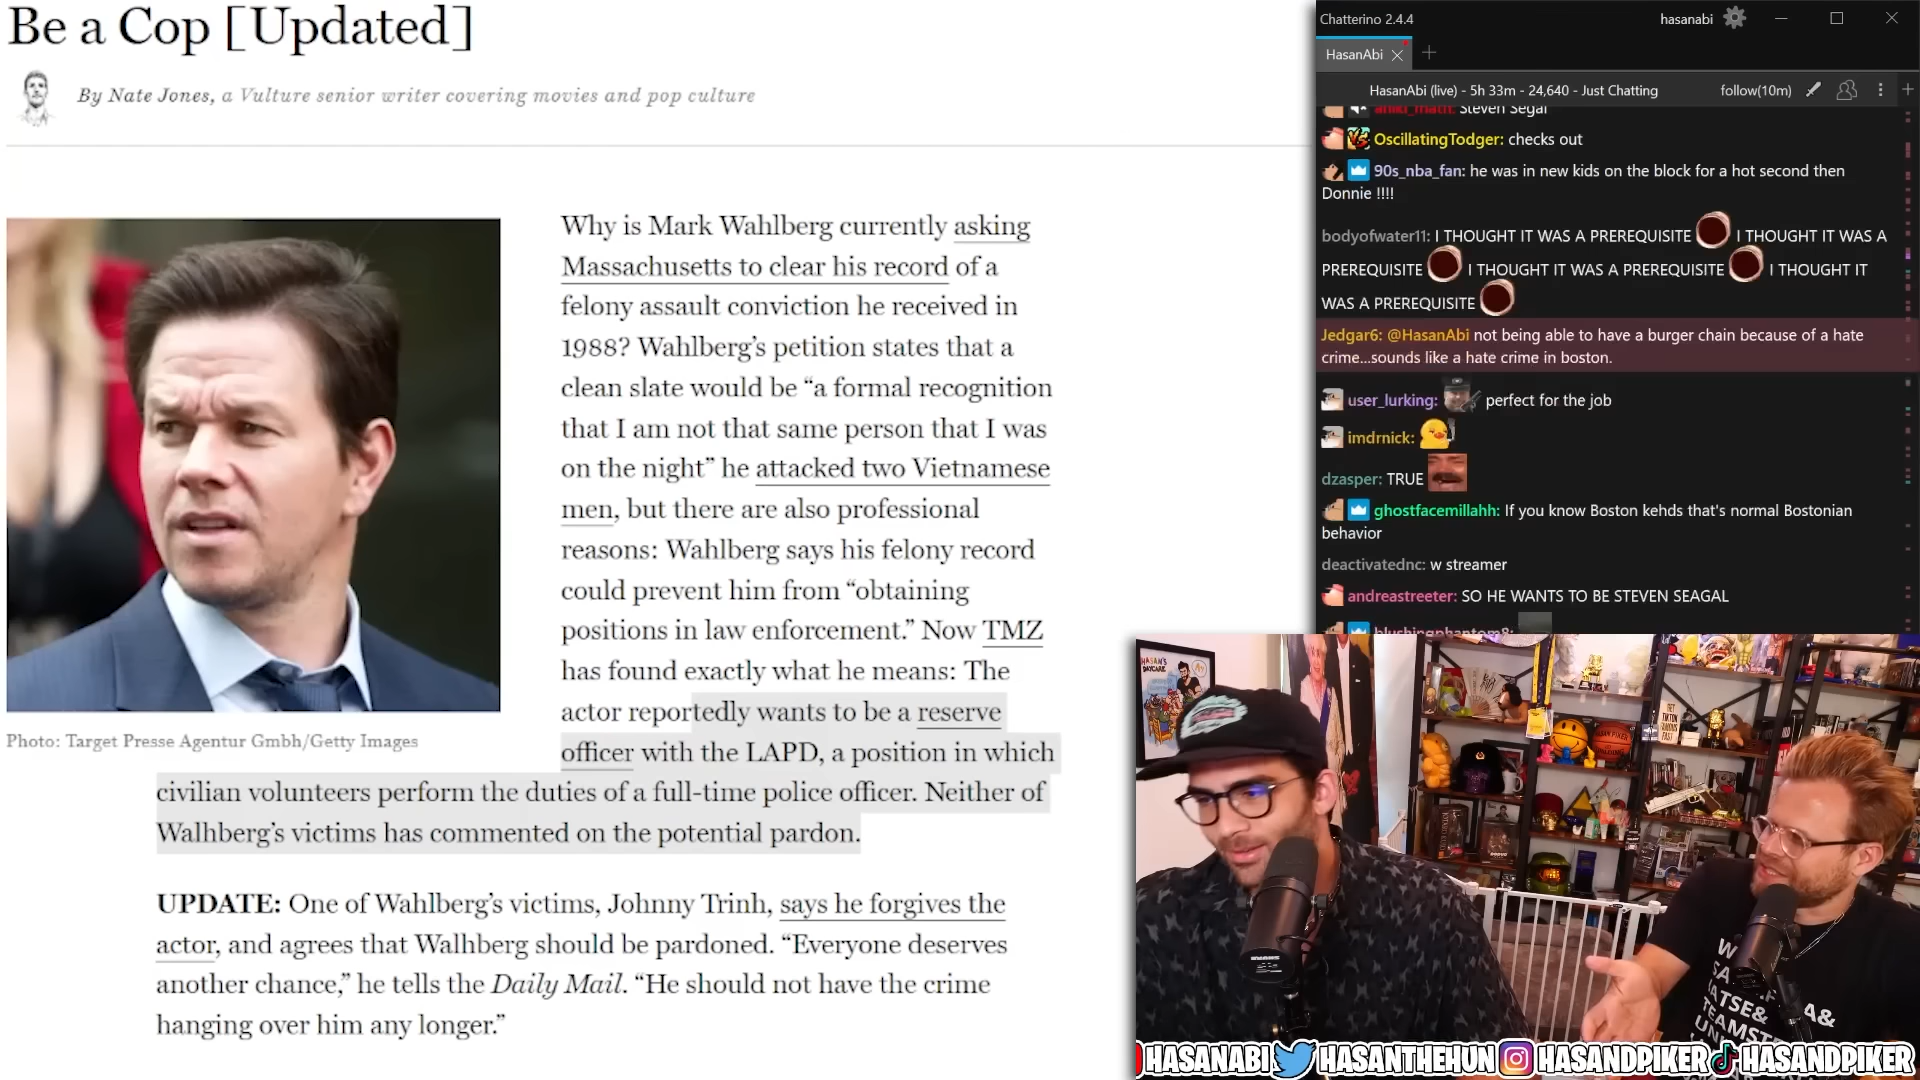 Be a Cop [Updated]
By Nate Jones, a Vulture senior writer covering movies and pop culture
Why is Mark Wahlberg currently asking
Massachusetts to clear his record of a
felony assault conviction he received in
1988? Wahlberg’s petition states that a
clean slate would be “a formal recognition
that I am not that same person that I was
on the night” he attacked two Vietnamese
men, but there are also professional
reasons: Wahlberg says his felony record
could prevent him from “obtaining
positions in law enforcement.” Now TMZ
has found exactly what he means: The
actor reportedly wants to be a reserve
officer with the LAPD, a position in which
civilian volunteers perform the duties of a full-time police officer. Neither of
Walhberg’s victims has commented on the potential pardon.
Photo: Target Presse Agentur Gmbh/Getty Images
UPDATE: One of Wahlberg’s victims, Johnny Trinh, says he forgives the
actor, and agrees that Walhberg should be pardoned. “Everyone deserves
another chance,” he tells the Daily Mail. “He should not have the crime
hanging over him any longer.”
Chatterino 2.4.4
hasanabi
HasanAbi
HasanAbi (live) - 5h 33m - 24,640 - Just Chatting
follow(10m)
Steven Segal
OscillatingTodger: checks out
90s_nba_fan: he was in new kids on the block for a hot second then
Donnie !!!!
bodyofwater11: I THOUGHT IT WAS A PREREQUISITE I THOUGHT IT WAS A
PREREQUISITE I THOUGHT IT WAS A PREREQUISITE I THOUGHT IT
WAS A PREREQUISITE
Jedgar6: @HasanAbi not being able to have a burger chain because of a hate
crime...sounds like a hate crime in boston.
user_lurking: perfect for the job
imdrnick:
dzasper: TRUE
ghostfacemillahh: If you know Boston kehds that's normal Bostonian
behavior
deactivatednc: w streamer
andreastreeter: SO HE WANTS TO BE STEVEN SEAGAL
HASAN'S
DAYCARE
HASANABI HASANTHEHUN HASANDPIKER HASANDPIKER